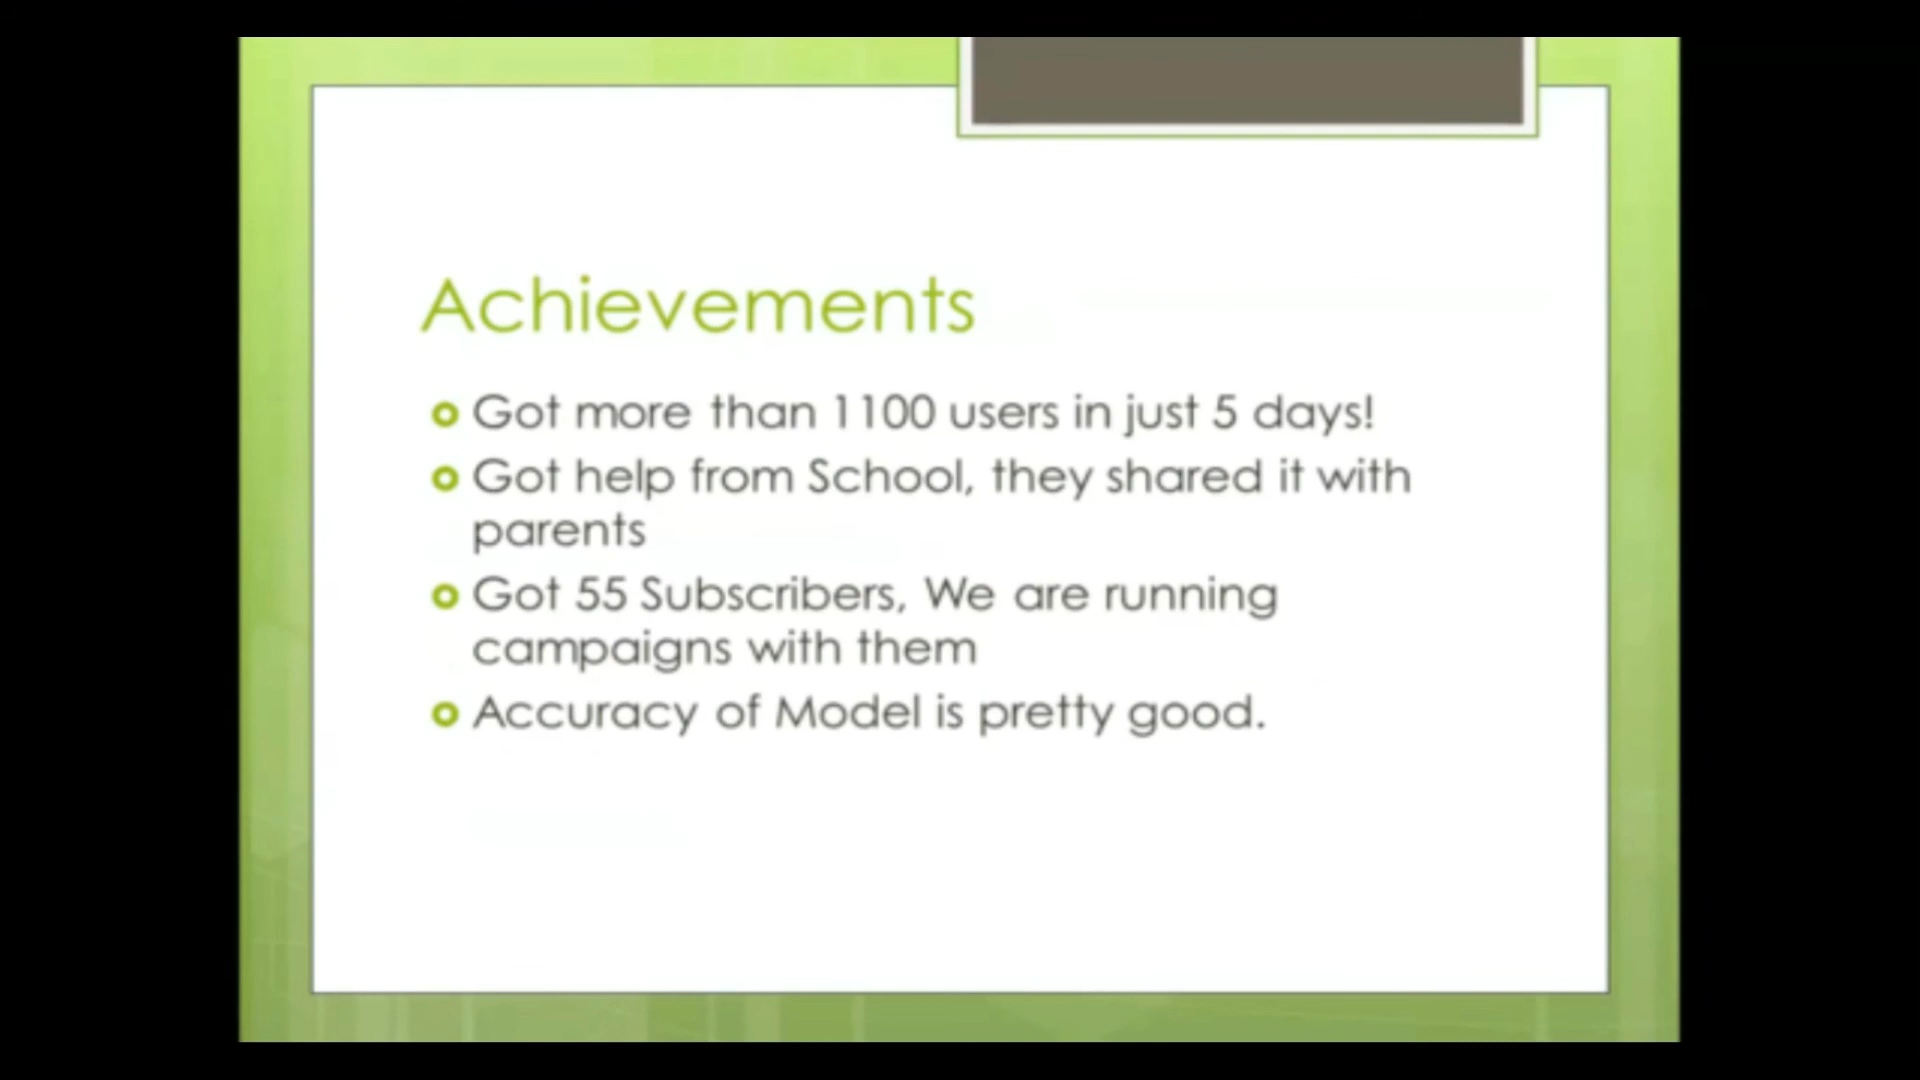 Achievements
Got more than 1100 users in just 5 days!
Got help from School, they shared it with
parents
Got 55 Subscribers, We are running
campaigns with them
Accuracy of Model is pretty good.